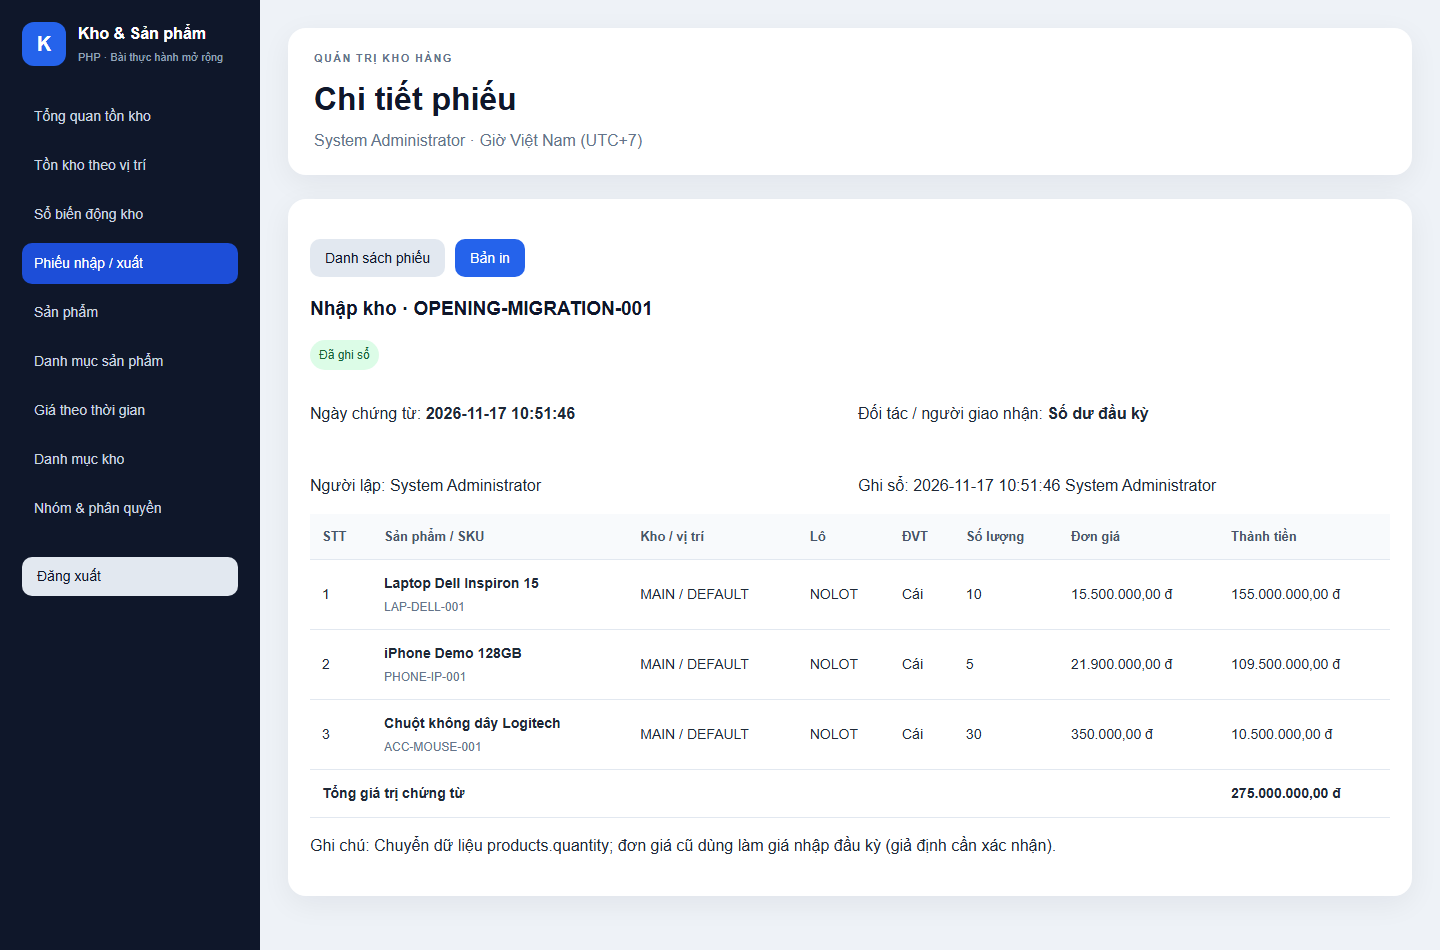 K
Kho & Sản phẩm
PHP · Bài thực hành mở rộng
Tổng quan tồn kho
Tồn kho theo vị trí
Sổ biến động kho
Phiếu nhập / xuất
Sản phẩm
Danh mục sản phẩm
Giá theo thời gian
Danh mục kho
Nhóm & phân quyền
Đăng xuất
QUẢN TRỊ KHO HÀNG
Chi tiết phiếu
System Administrator · Giờ Việt Nam (UTC+7)
Danh sách phiếu Bản in
Nhập kho · OPENING-MIGRATION-001
Đã ghi sổ
Ngày chứng từ: 2026-11-17 10:51:46 Đối tác / người giao nhận: Số dư đầu kỳ
Người lập: System Administrator Ghi sổ: 2026-11-17 10:51:46 System Administrator
STT Sản phẩm / SKU Kho / vị trí Lô ĐVT Số lượng Đơn giá Thành tiền
1 Laptop Dell Inspiron 15 MAIN / DEFAULT NOLOT Cái 10 15.500.000,00 đ 155.000.000,00 đ
LAP-DELL-001
2 iPhone Demo 128GB MAIN / DEFAULT NOLOT Cái 5 21.900.000,00 đ 109.500.000,00 đ
PHONE-IP-001
3 Chuột không dây Logitech MAIN / DEFAULT NOLOT Cái 30 350.000,00 đ 10.500.000,00 đ
ACC-MOUSE-001
Tổng giá trị chứng từ 275.000.000,00 đ
Ghi chú: Chuyển dữ liệu products.quantity; đơn giá cũ dùng làm giá nhập đầu kỳ (giả định cần xác nhận).